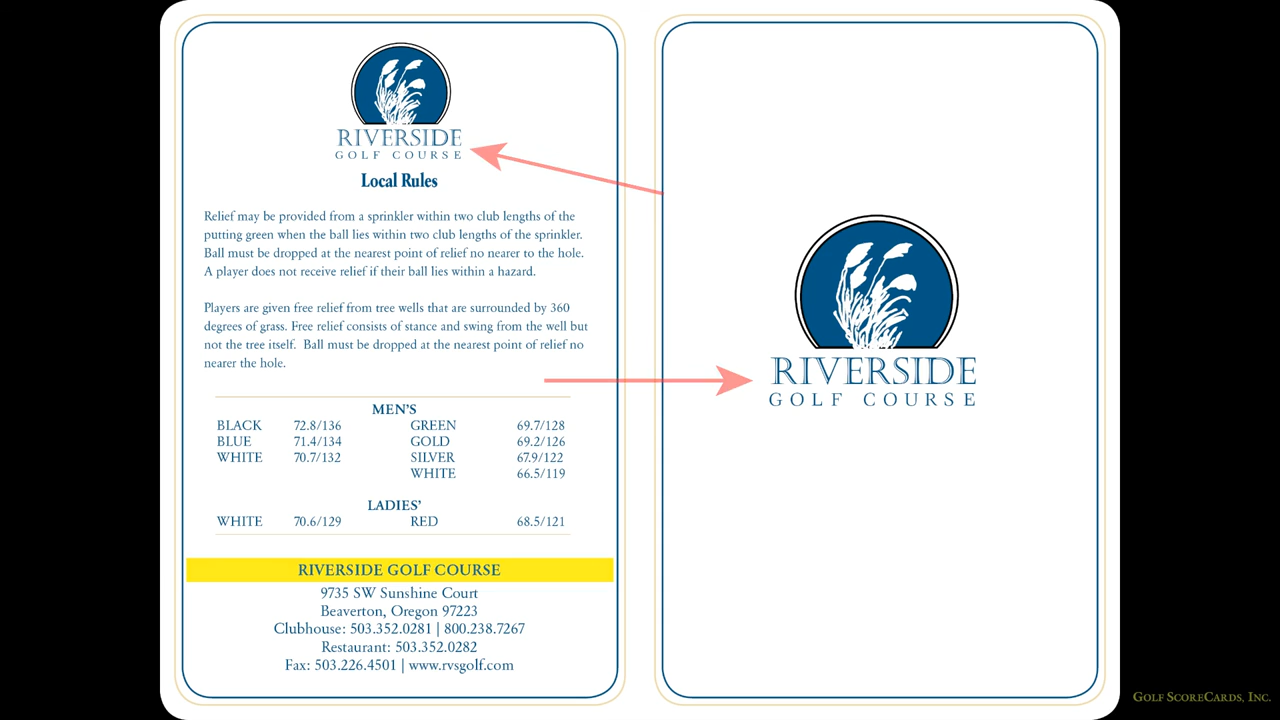 RIVERSIDE
GOLF COURSE
Local Rules
Relief may be provided from a sprinkler within two club lengths of the
putting green when the ball lies within two club lengths of the sprinkler.
Ball must be dropped at the nearest point of relief no nearer to the hole.
A player does not receive relief if their ball lies within a hazard.
Players are given free relief from tree wells that are surrounded by 360
degrees of grass. Free relief consists of stance and swing from the well but
not the tree itself. Ball must be dropped at the nearest point of relief no
nearer the hole.
MEN'S
BLACK 72.8/136 GREEN 69.7/128
BLUE 71.4/134 GOLD 69.2/126
WHITE 70.7/132 SILVER 67.9/122
WHITE 66.5/119
LADIES'
WHITE 70.6/129 RED 68.5/121
RIVERSIDE GOLF COURSE
9735 SW Sunshine Court
Beaverton, Oregon 97223
Clubhouse: 503.352.0281 | 800.238.7267
Restaurant: 503.352.0282
Fax: 503.226.4501 | www.rvsgolf.com
RIVERSIDE
GOLF COURSE
GOLF SCORECARDS, INC.